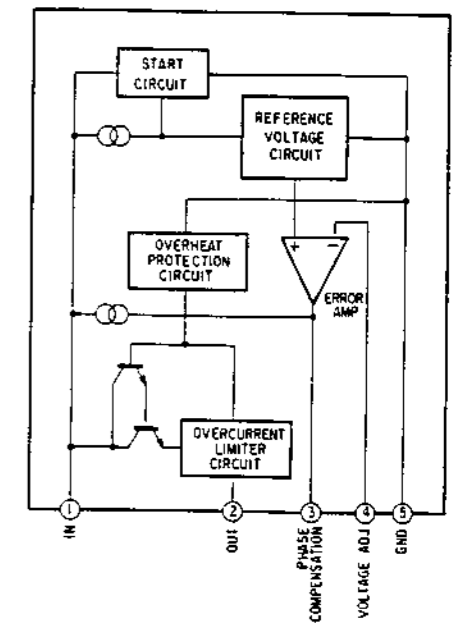 START
CIRCUIT
REFERENCE
VOLTAGE
CIRCUIT
OVERHEAT
PROTECTION
CIRCUIT
+
−
ERROR
AMP
OVERCURRENT
LIMITER
CIRCUIT
1
2
3
4
5
IN
OUT
PHASE
COMPENSATION
VOLTAGE ADJ
GND